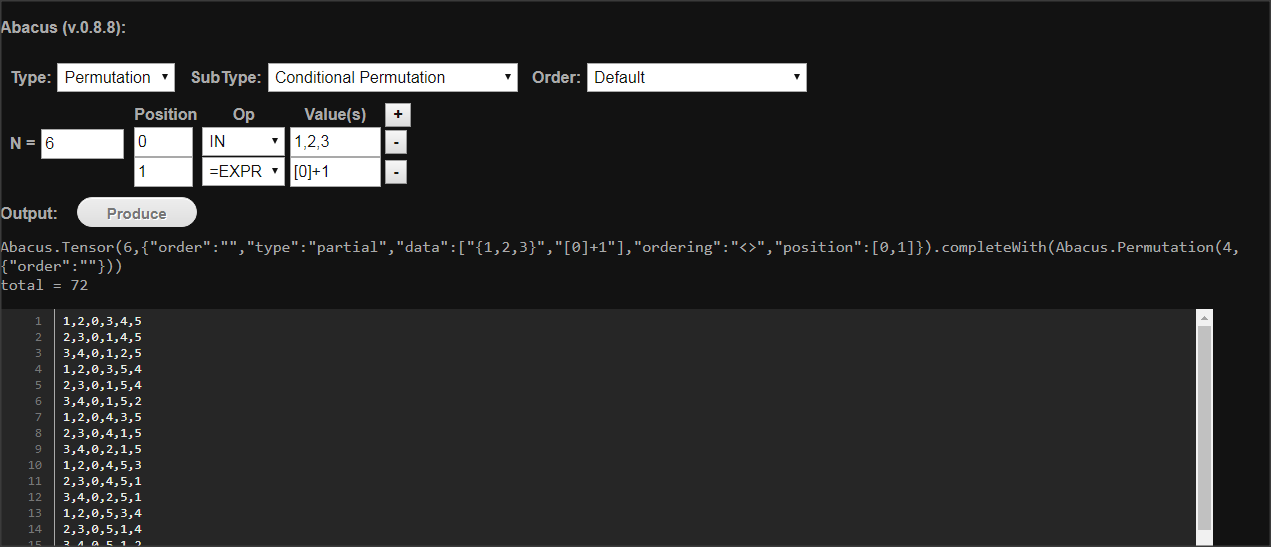 Abacus (v.0.8.8):
Type: Permutation SubType: Conditional Permutation Order: Default
Position Op Value(s) +
N = 6 0 IN 1,2,3 -
1 =EXPR [0]+1 -
Output: Produce
Abacus.Tensor(6,{"order":"","type":"partial","data":["{1,2,3}","[0]+1"],"ordering":"<>","position":[0,1]}).completeWith(Abacus.Permutation(4,
{"order":""}))
total = 72
1 1,2,0,3,4,5
2 2,3,0,1,4,5
3 3,4,0,1,2,5
4 1,2,0,3,5,4
5 2,3,0,1,5,4
6 3,4,0,1,5,2
7 1,2,0,4,3,5
8 2,3,0,4,1,5
9 3,4,0,2,1,5
10 1,2,0,4,5,3
11 2,3,0,4,5,1
12 3,4,0,2,5,1
13 1,2,0,5,3,4
14 2,3,0,5,1,4
15 3,4,0,5,1,2